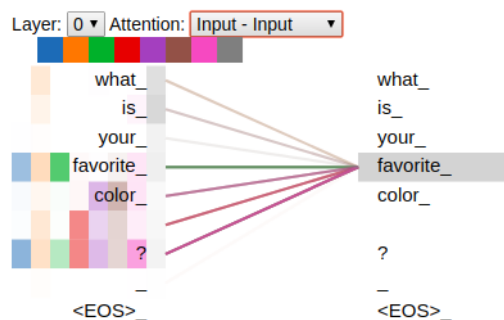 Layer: 0 Attention: Input - Input
what_ what_
is_ is_
your_ your_
favorite_ favorite_
color_ color_
? ?
_ _
<EOS>_ <EOS>_